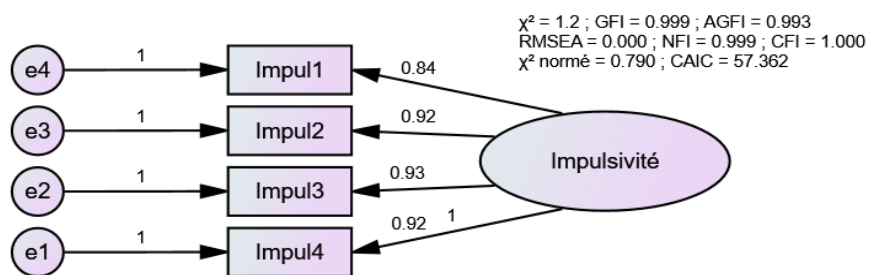 χ² = 1.2 ; GFI = 0.999 ; AGFI = 0.993
RMSEA = 0.000 ; NFI = 0.999 ; CFI = 1.000
χ² normé = 0.790 ; CAIC = 57.362
e4 1 Impul1 0.84
e3 1 Impul2 0.92
Impulsivité
e2 1 Impul3 0.93
e1 1 Impul4 0.92 1